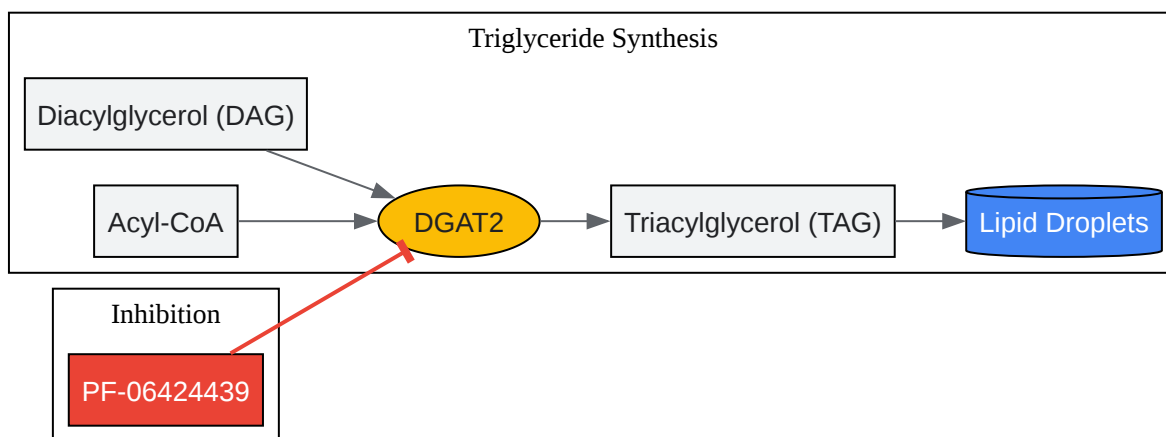 Triglyceride Synthesis
Diacylglycerol (DAG)
Acyl-CoA
DGAT2
Triacylglycerol (TAG)
Lipid Droplets
Inhibition
PF-06424439